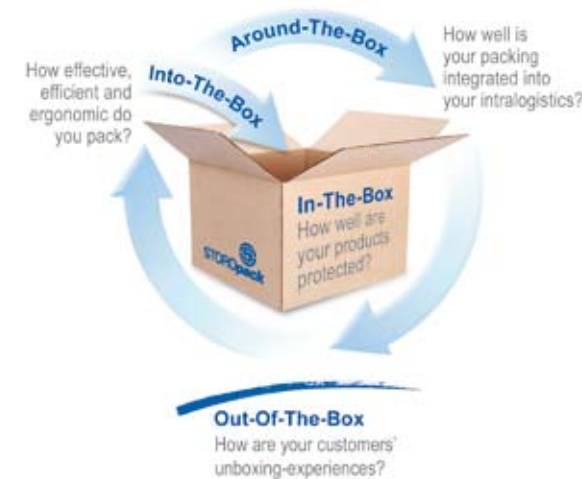 Around-The-Box
How well is
your packing
integrated into
your intralogistics?
How effective,
efficient and
ergonomic do
you pack?
Into-The-Box
In-The-Box
How well are
your products
protected?
STOROpack
Out-Of-The-Box
How are your customers'
unboxing-experiences?